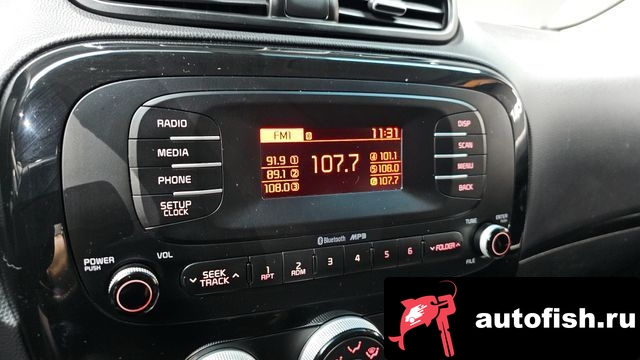 RADIO
MEDIA
PHONE
SETUP
CLOCK
FM1 11:31
91.9 1
89.1 2
108.0 3
107.7
4 101.1
5 108.0
6 107.7
DISP
SCAN
MENU
BACK
Bluetooth MP3
POWER
PUSH
VOL
SEEK
TRACK
1
RPT
2
RDM
3
4
5
6
FOLDER
TUNE
FILE
ENTER
autofish.ru